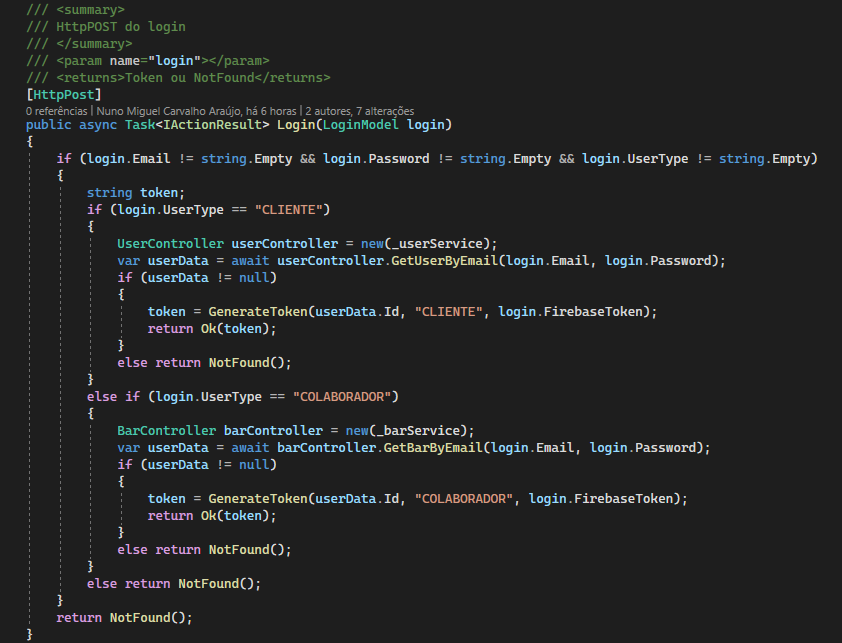 /// <summary>
/// HttpPOST do login
/// </summary>
/// <param name="login"></param>
/// <returns>Token ou NotFound</returns>
[HttpPost]
0 referências | Nuno Miguel Carvalho Araújo, há 6 horas | 2 autores, 7 alterações
public async Task<IActionResult> Login(LoginModel login)
{
    if (login.Email != string.Empty && login.Password != string.Empty && login.UserType != string.Empty)
    {
        string token;
        if (login.UserType == "CLIENTE")
        {
            UserController userController = new(_userService);
            var userData = await userController.GetUserByEmail(login.Email, login.Password);
            if (userData != null)
            {
                token = GenerateToken(userData.Id, "CLIENTE", login.FirebaseToken);
                return Ok(token);
            }
            else return NotFound();
        }
        else if (login.UserType == "COLABORADOR")
        {
            BarController barController = new(_barService);
            var userData = await barController.GetBarByEmail(login.Email, login.Password);
            if (userData != null)
            {
                token = GenerateToken(userData.Id, "COLABORADOR", login.FirebaseToken);
                return Ok(token);
            }
            else return NotFound();
        }
        else return NotFound();
    }
    return NotFound();
}